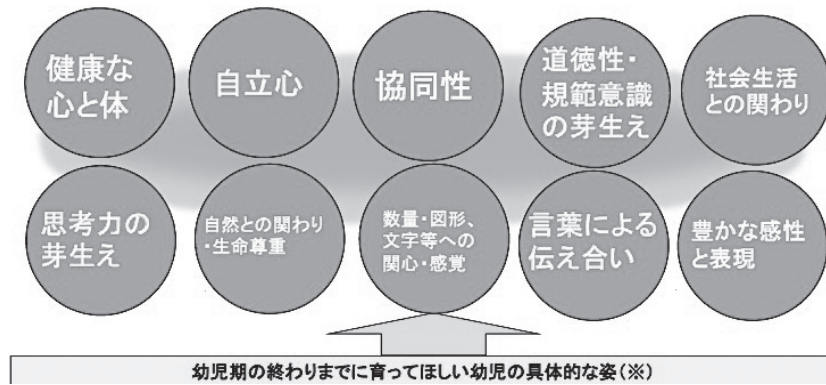 健康な
心と体
自立心
協同性
道徳性・
規範意識
の芽生え
社会生活
との関わり
思考力の
芽生え
自然との関わり
・生命尊重
数量・図形、
文字等への
関心・感覚
言葉による
伝え合い
豊かな感性
と表現
幼児期の終わりまでに育ってほしい幼児の具体的な姿(※)